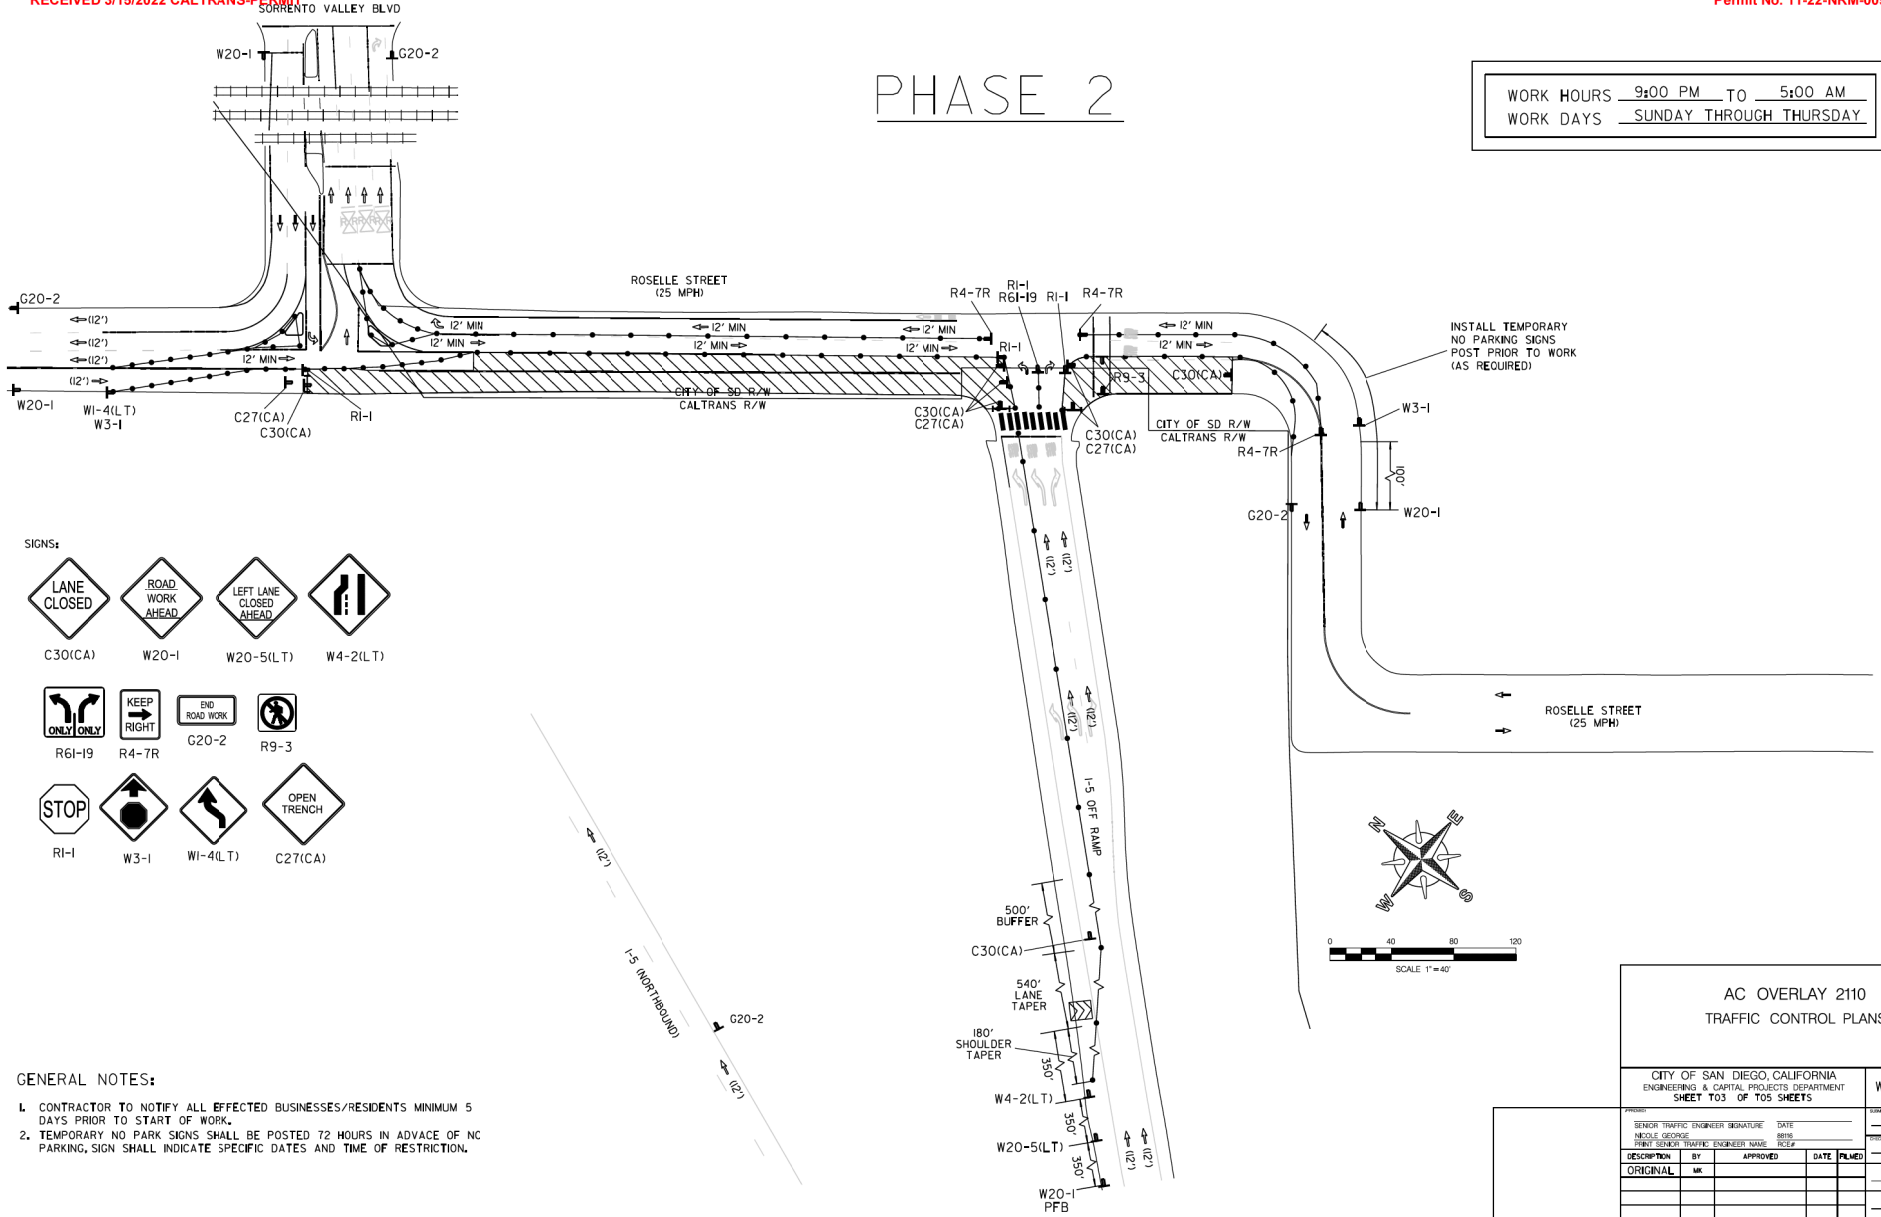 RECEIVED 3/15/2022 CALTRANS-PERMIT
SORRENTO VALLEY BLVD
W20-1
G20-2
PHASE 2
WORK HOURS 9:00 PM TO 5:00 AM
WORK DAYS SUNDAY THROUGH THURSDAY
G20-2
(12')
(12')
(12')
(12')
W20-1
W1-4(LT)
W3-1
C27(CA)
C30(CA)
R1-1
12' MIN
12' MIN
12' MIN
ROSELLE STREET
(25 MPH)
12' MIN
12' MIN
12' MIN
12' MIN
CITY OF SD R/W
CALTRANS R/W
R4-7R
R1-1
R61-19
R1-1
R4-7R
R1-1
C30(CA)
C27(CA)
C30(CA)
C27(CA)
R9-3
C30(CA)
12' MIN
12' MIN
CITY OF SD R/W
CALTRANS R/W
INSTALL TEMPORARY
NO PARKING SIGNS
POST PRIOR TO WORK
(AS REQUIRED)
W3-1
R4-7R
100'
G20-2
W20-1
ROSELLE STREET
(25 MPH)
SIGNS:
LANE
CLOSED
C30(CA)
ROAD
WORK
AHEAD
W20-1
LEFT LANE
CLOSED
AHEAD
W20-5(LT)
W4-2(LT)
ONLY ONLY
R61-19
KEEP
RIGHT
R4-7R
END
ROAD WORK
G20-2
R9-3
STOP
R1-1
W3-1
W1-4(LT)
OPEN
TRENCH
C27(CA)
(12')
(12')
(12')
(12')
I-5 OFF RAMP
500'
BUFFER
C30(CA)
540'
LANE
TAPER
180'
SHOULDER
TAPER
350'
W4-2(LT)
350'
W20-5(LT)
350'
W20-1
PFB
(12')
(12')
(12')
I-5 (NORTHBOUND)
G20-2
(12')
N
E
S
W
0 40 80 120
SCALE 1"=40'
GENERAL NOTES:
1. CONTRACTOR TO NOTIFY ALL EFFECTED BUSINESSES/RESIDENTS MINIMUM 5
DAYS PRIOR TO START OF WORK.
2. TEMPORARY NO PARK SIGNS SHALL BE POSTED 72 HOURS IN ADVACE OF NO
PARKING, SIGN SHALL INDICATE SPECIFIC DATES AND TIME OF RESTRICTION.
AC OVERLAY 2110
TRAFFIC CONTROL PLANS
CITY OF SAN DIEGO, CALIFORNIA
ENGINEERING & CAPITAL PROJECTS DEPARTMENT
SHEET T03 OF T05 SHEETS
SENIOR TRAFFIC ENGINEER SIGNATURE DATE
NICOLE GEORGE 88116
PRINT SENIOR TRAFFIC ENGINEER NAME RCE#
DESCRIPTION BY APPROVED DATE FILMED
ORIGINAL MK